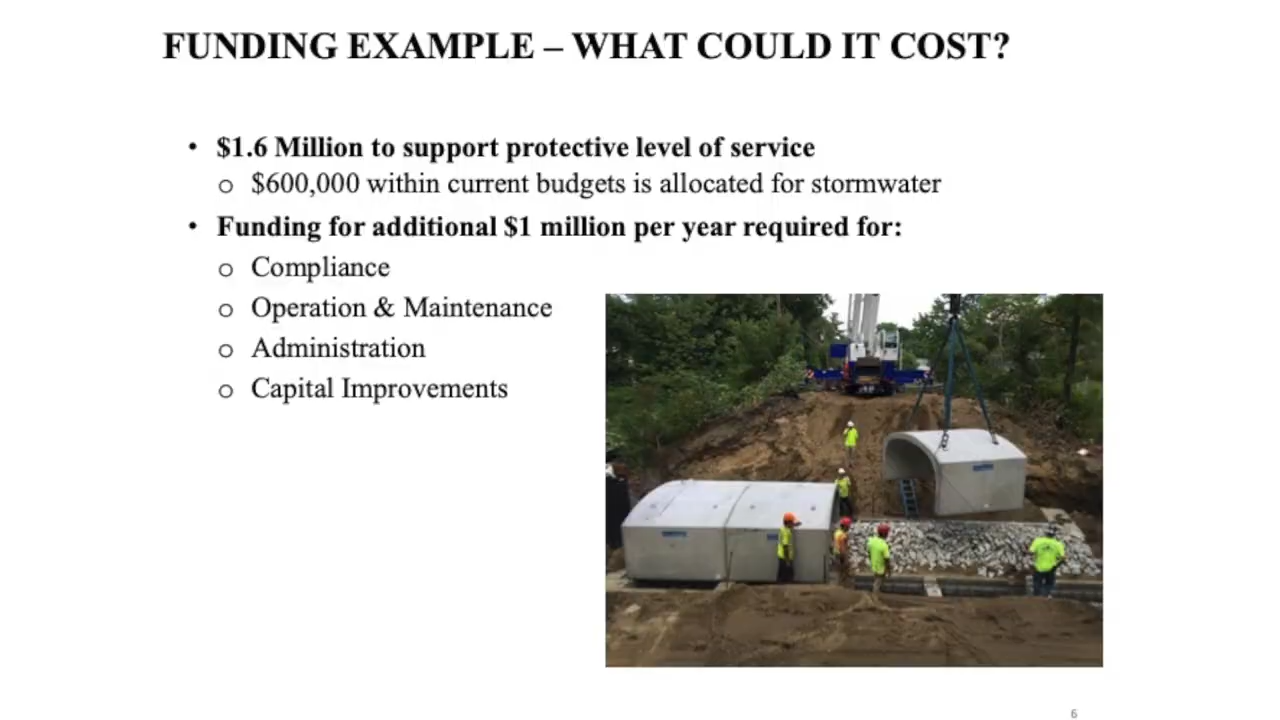 FUNDING EXAMPLE – WHAT COULD IT COST?
• $1.6 Million to support protective level of service
o $600,000 within current budgets is allocated for stormwater
• Funding for additional $1 million per year required for:
o Compliance
o Operation & Maintenance
o Administration
o Capital Improvements
6